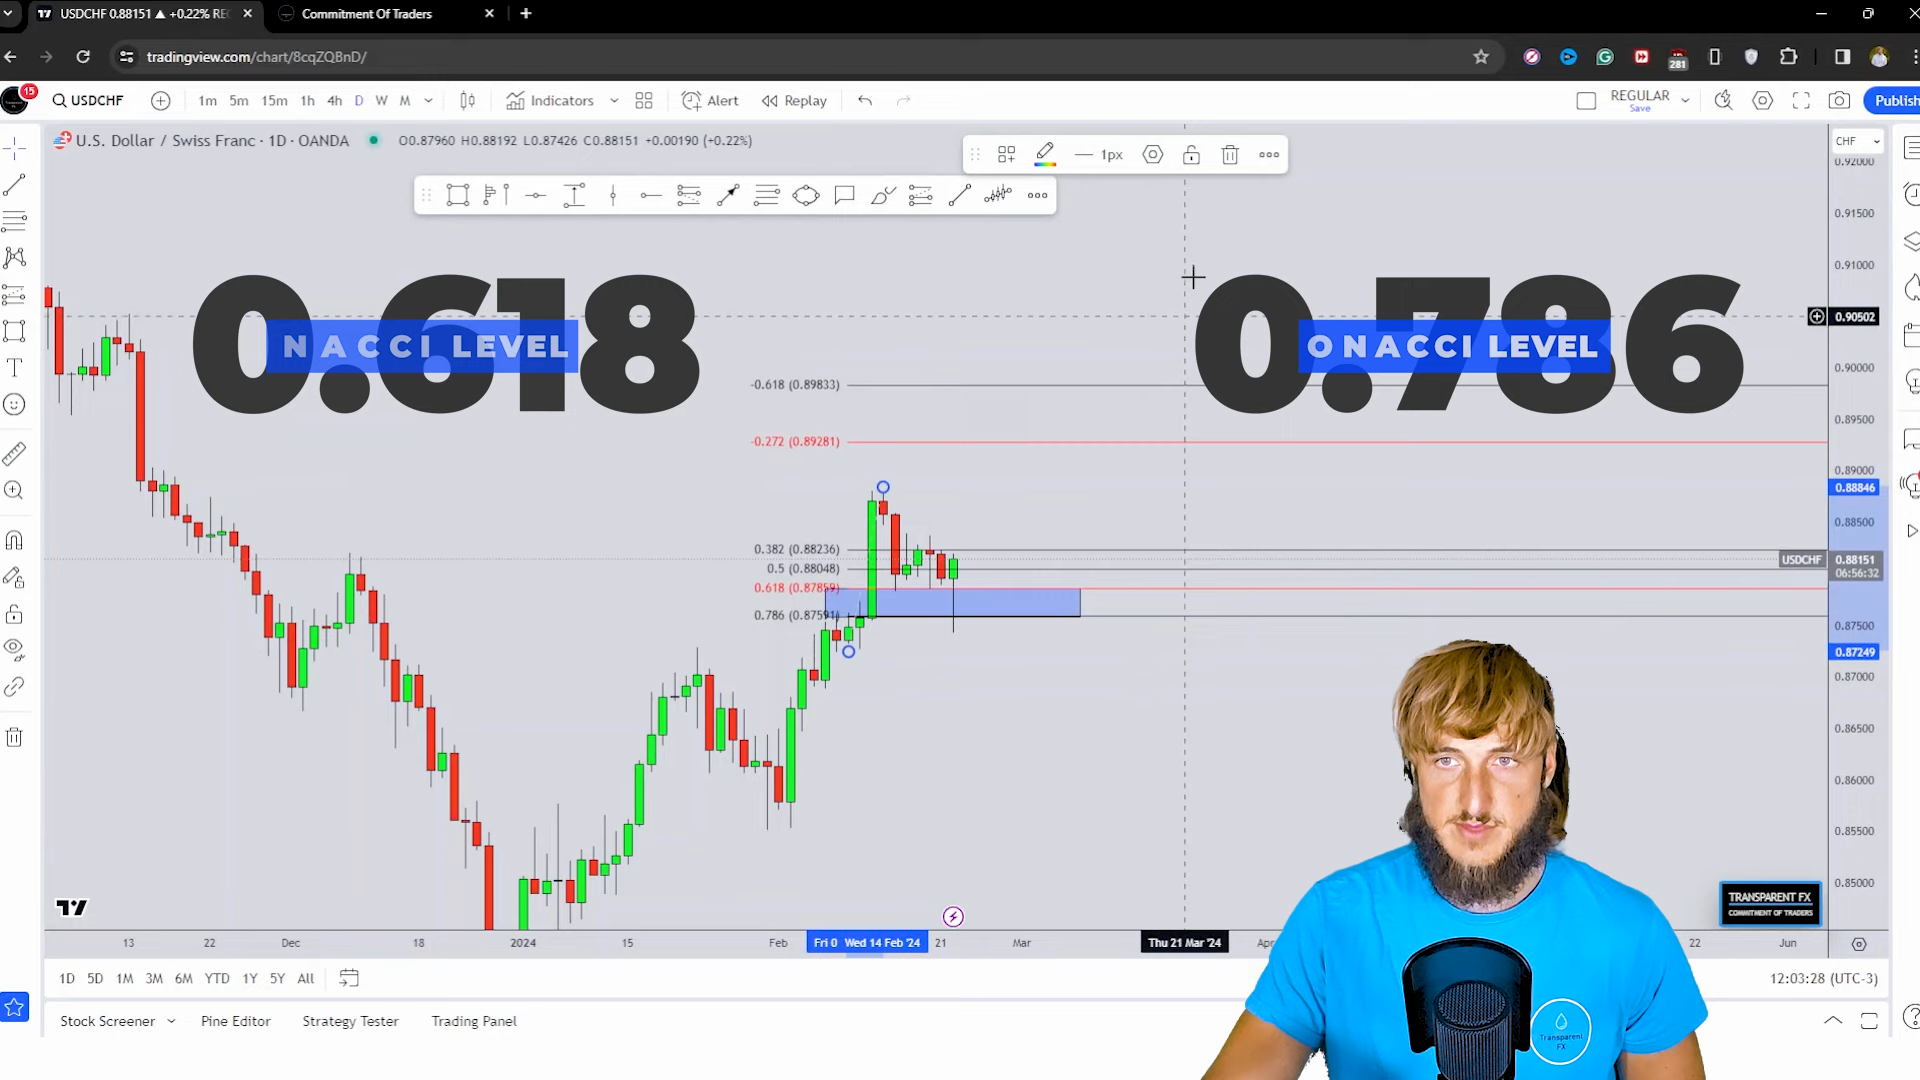 USDCHF 0.88151 ▲ +0.22% RE
Commitment Of Traders
tradingview.com/chart/8cqZQBnD/
281
15
USDCHF
1m 5m 15m 1h 4h D W M
Indicators
Alert
Replay
REGULAR
Save
Publish
U.S. Dollar / Swiss Franc · 1D · OANDA
O0.87960 H0.88192 L0.87426 C0.88151 +0.00190 (+0.22%)
1px
CHF
0.92000
0.91500
0.91000
0.90502
0.90000
0.89500
0.89000
0.88846
0.88500
USDCHF 0.88151
06:56:32
0.87500
0.87249
0.87000
0.86500
0.86000
0.85500
0.85000
0.618
NACCI LEVEL
0.786
ONACCI LEVEL
-0.618 (0.89833)
-0.272 (0.89281)
0.382 (0.88236)
0.5 (0.88048)
0.618 (0.87859)
0.786 (0.87591)
TRANSPARENT FX
COMMITMENT OF TRADERS
Transparent
FX
13 22 Dec 18 2024 15 Feb Fri 0 Wed 14 Feb '24 21 Mar Thu 21 Mar '24 Ap 22 Jun
1D 5D 1M 3M 6M YTD 1Y 5Y All
12:03:28 (UTC-3)
Stock Screener
Pine Editor
Strategy Tester
Trading Panel